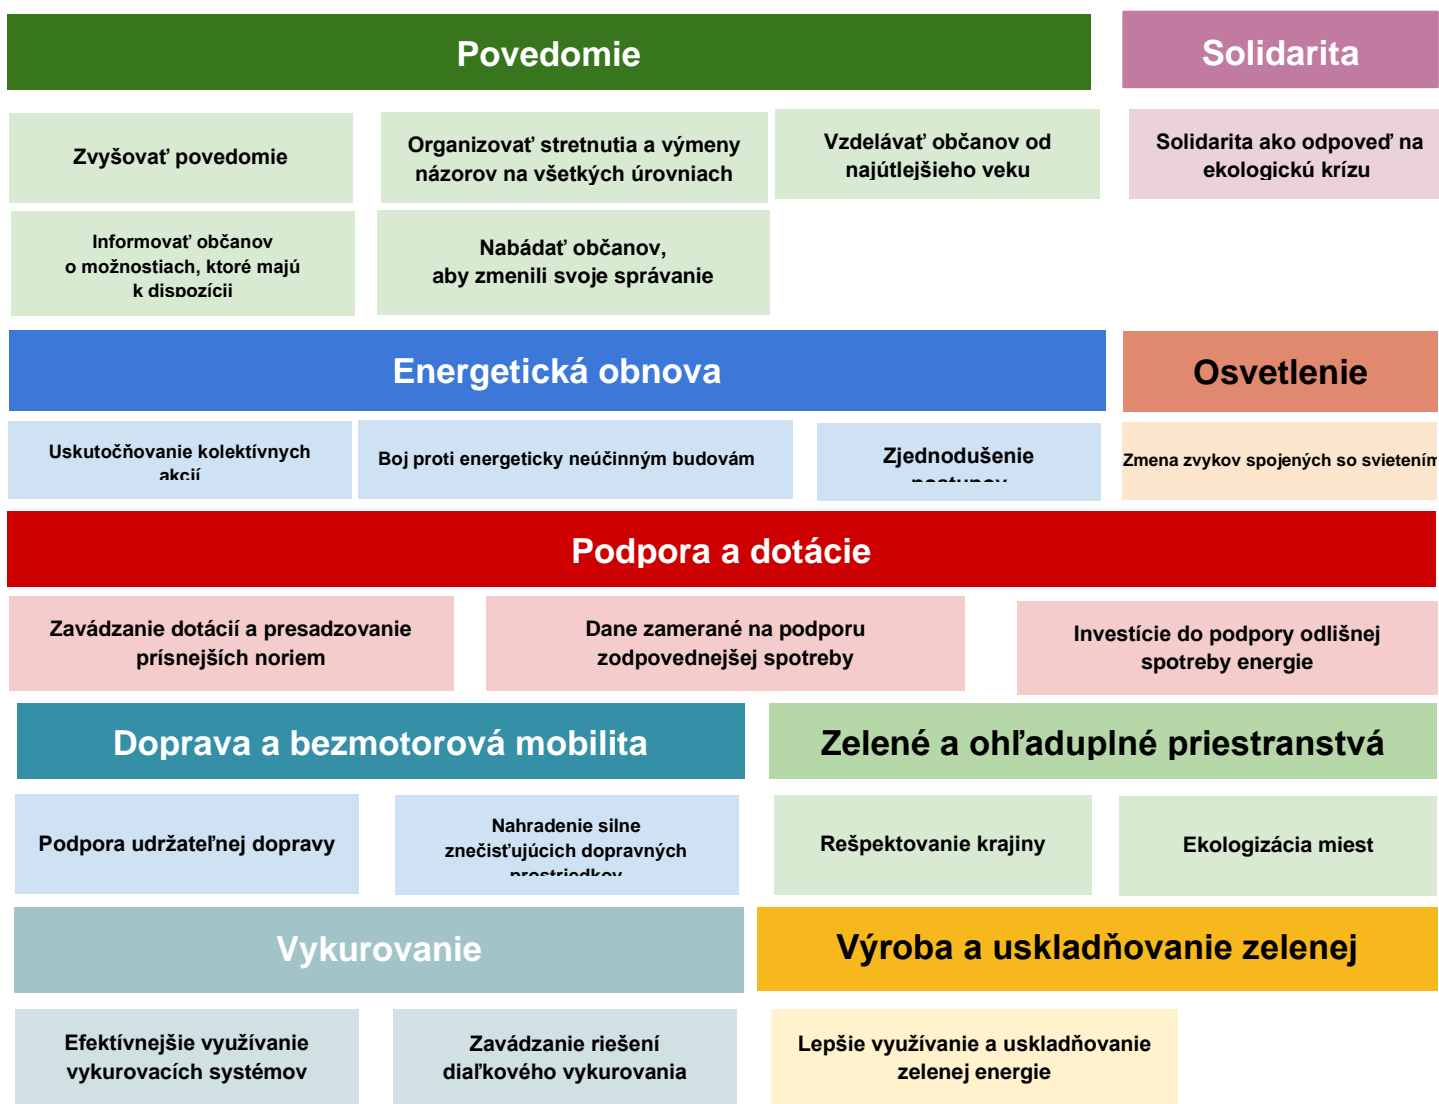 Povedomie
Solidarita
Zvyšovať povedomie
Organizovať stretnutia a výmeny
názorov na všetkých úrovniach
Vzdelávať občanov od
najútlejšieho veku
Solidarita ako odpoveď na
ekologickú krízu
Informovať občanov
o možnostiach, ktoré majú
k dispozícii
Nabádať občanov,
aby zmenili svoje správanie
Energetická obnova
Osvetlenie
Uskutočňovanie kolektívnych
akcií
Boj proti energeticky neúčinným budovám
Zjednodušenie
postupov
Zmena zvykov spojených so svietením
Podpora a dotácie
Zavádzanie dotácií a presadzovanie
prísnejších noriem
Dane zamerané na podporu
zodpovednejšej spotreby
Investície do podpory odlišnej
spotreby energie
Doprava a bezmotorová mobilita
Zelené a ohľaduplné priestranstvá
Podpora udržateľnej dopravy
Nahradenie silne
znečisťujúcich dopravných
prostriedkov
Rešpektovanie krajiny
Ekologizácia miest
Vykurovanie
Výroba a uskladňovanie zelenej
Efektívnejšie využívanie
vykurovacích systémov
Zavádzanie riešení
diaľkového vykurovania
Lepšie využívanie a uskladňovanie
zelenej energie